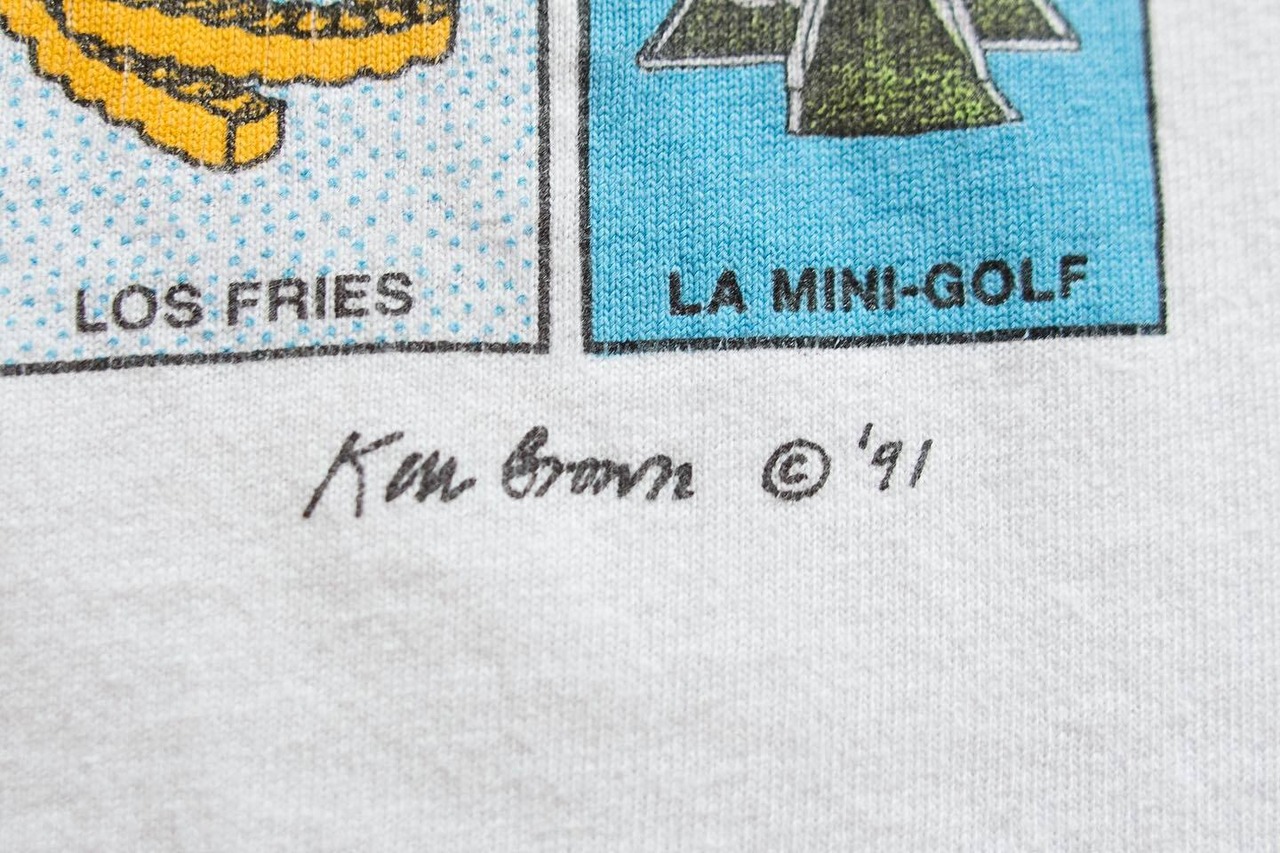 LOS FRIES
LA MINI-GOLF
Ken Brown © '91